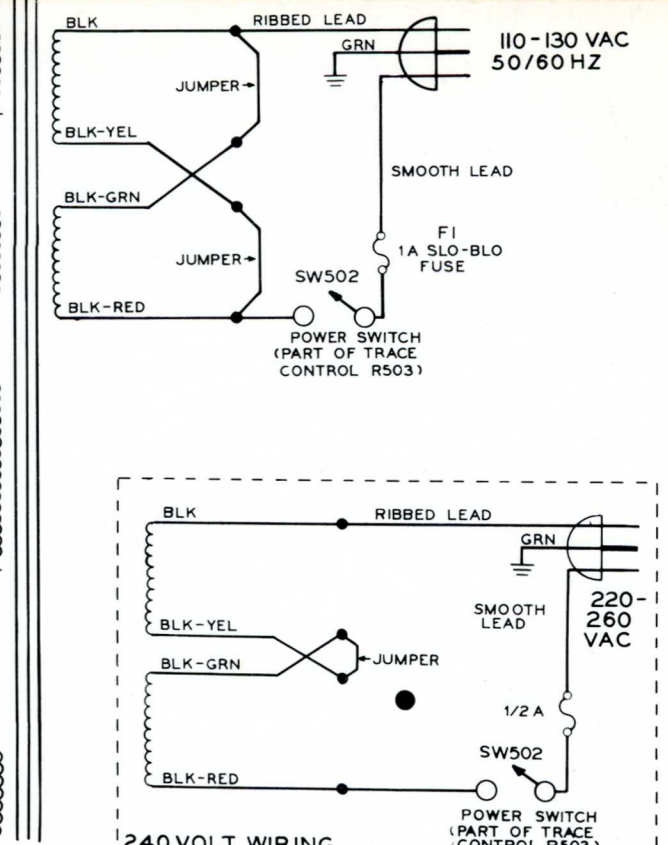 BLK
RIBBED LEAD
GRN
110-130 VAC
50/60 HZ
JUMPER
BLK-YEL
SMOOTH LEAD
BLK-GRN
F1
1A SLO-BLO
FUSE
JUMPER
SW502
BLK-RED
POWER SWITCH
(PART OF TRACE
CONTROL R503)
BLK
RIBBED LEAD
GRN
220-
260
VAC
SMOOTH
LEAD
BLK-YEL
JUMPER
BLK-GRN
1/2 A
SW502
BLK-RED
POWER SWITCH
(PART OF TRACE
CONTROL R503)
240 VOLT WIRING